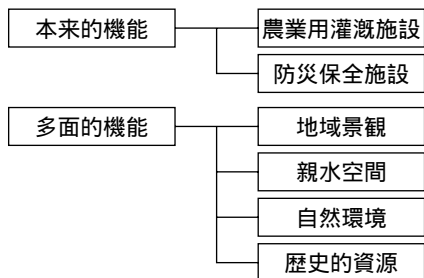 本来的機能
農業用灌漑施設
防災保全施設
多面的機能
地域景観
親水空間
自然環境
歴史的資源